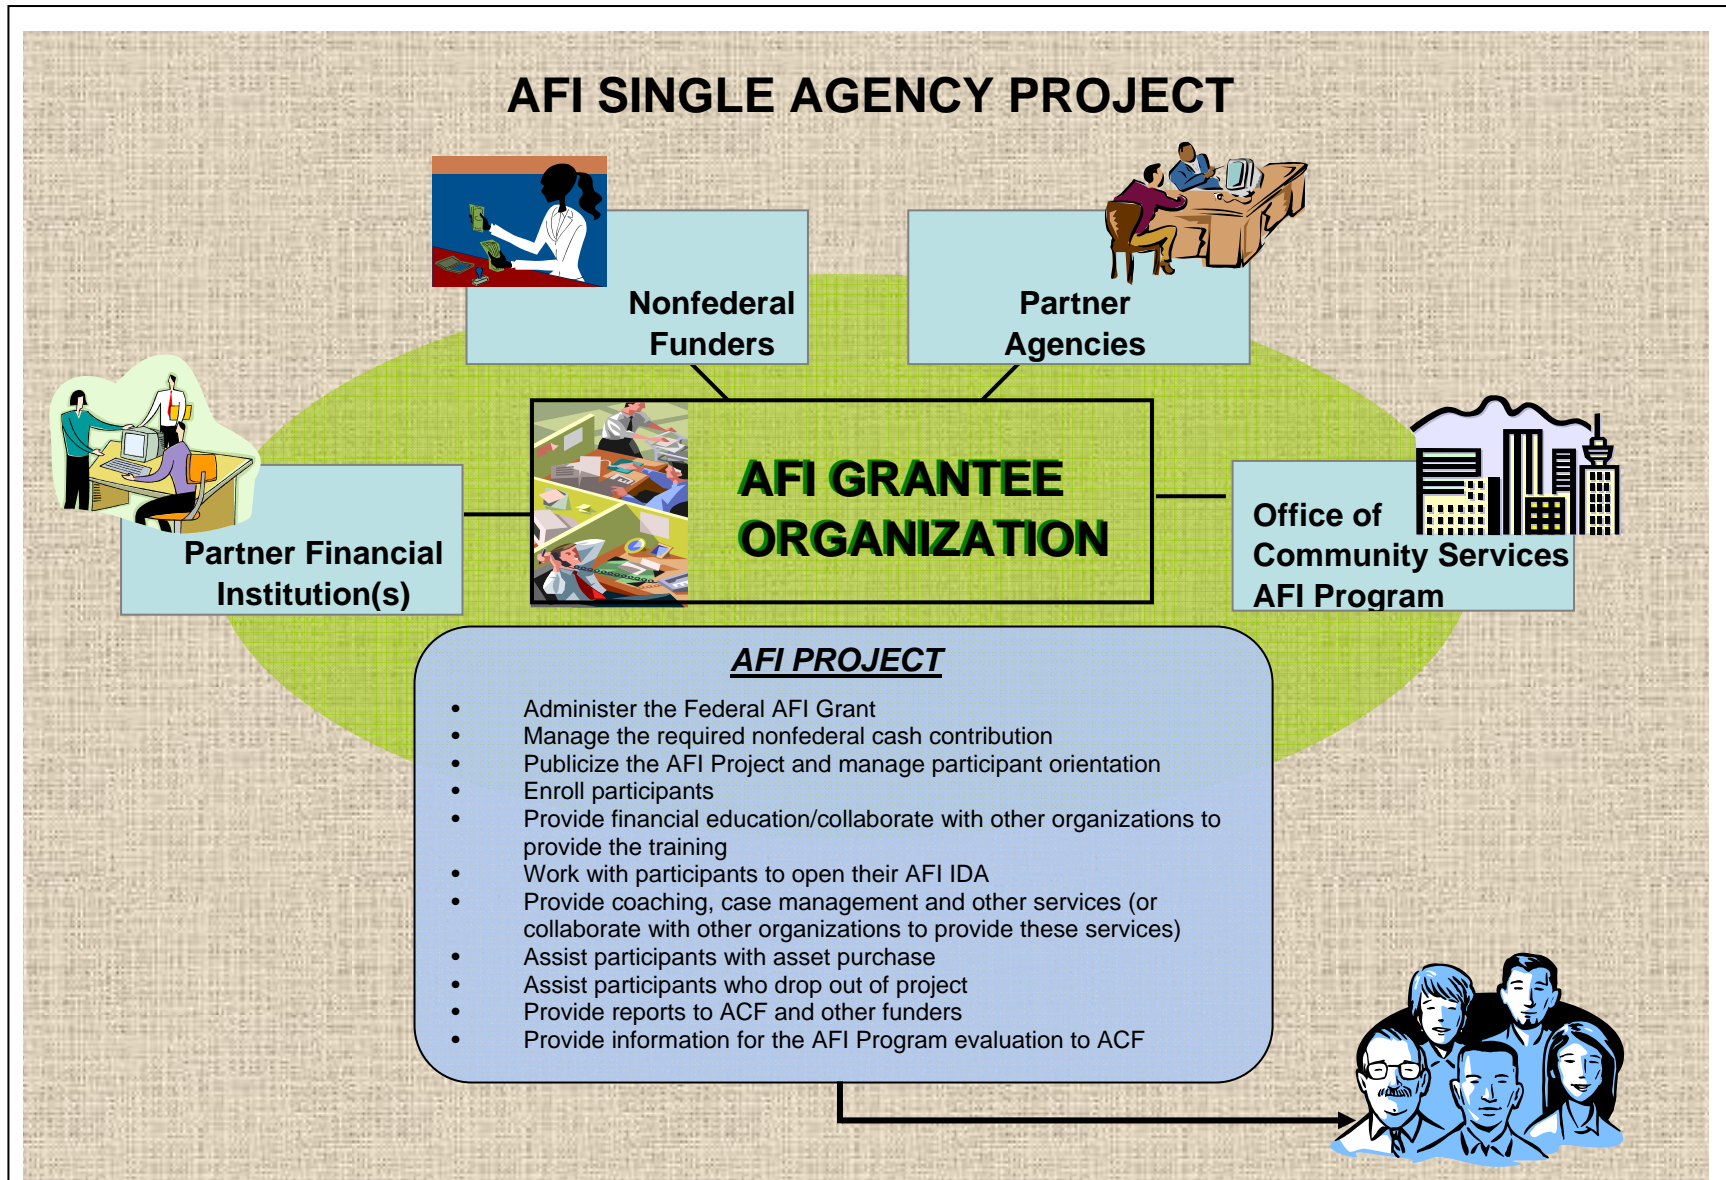 AFI SINGLE AGENCY PROJECT
Nonfederal
Funders
Partner
Agencies
Partner Financial
Institution(s)
AFI GRANTEE
ORGANIZATION
Office of
Community Services
AFI Program
AFI PROJECT
• Administer the Federal AFI Grant
• Manage the required nonfederal cash contribution
• Publicize the AFI Project and manage participant orientation
• Enroll participants
• Provide financial education/collaborate with other organizations to
provide the training
• Work with participants to open their AFI IDA
• Provide coaching, case management and other services (or
collaborate with other organizations to provide these services)
• Assist participants with asset purchase
• Assist participants who drop out of project
• Provide reports to ACF and other funders
• Provide information for the AFI Program evaluation to ACF